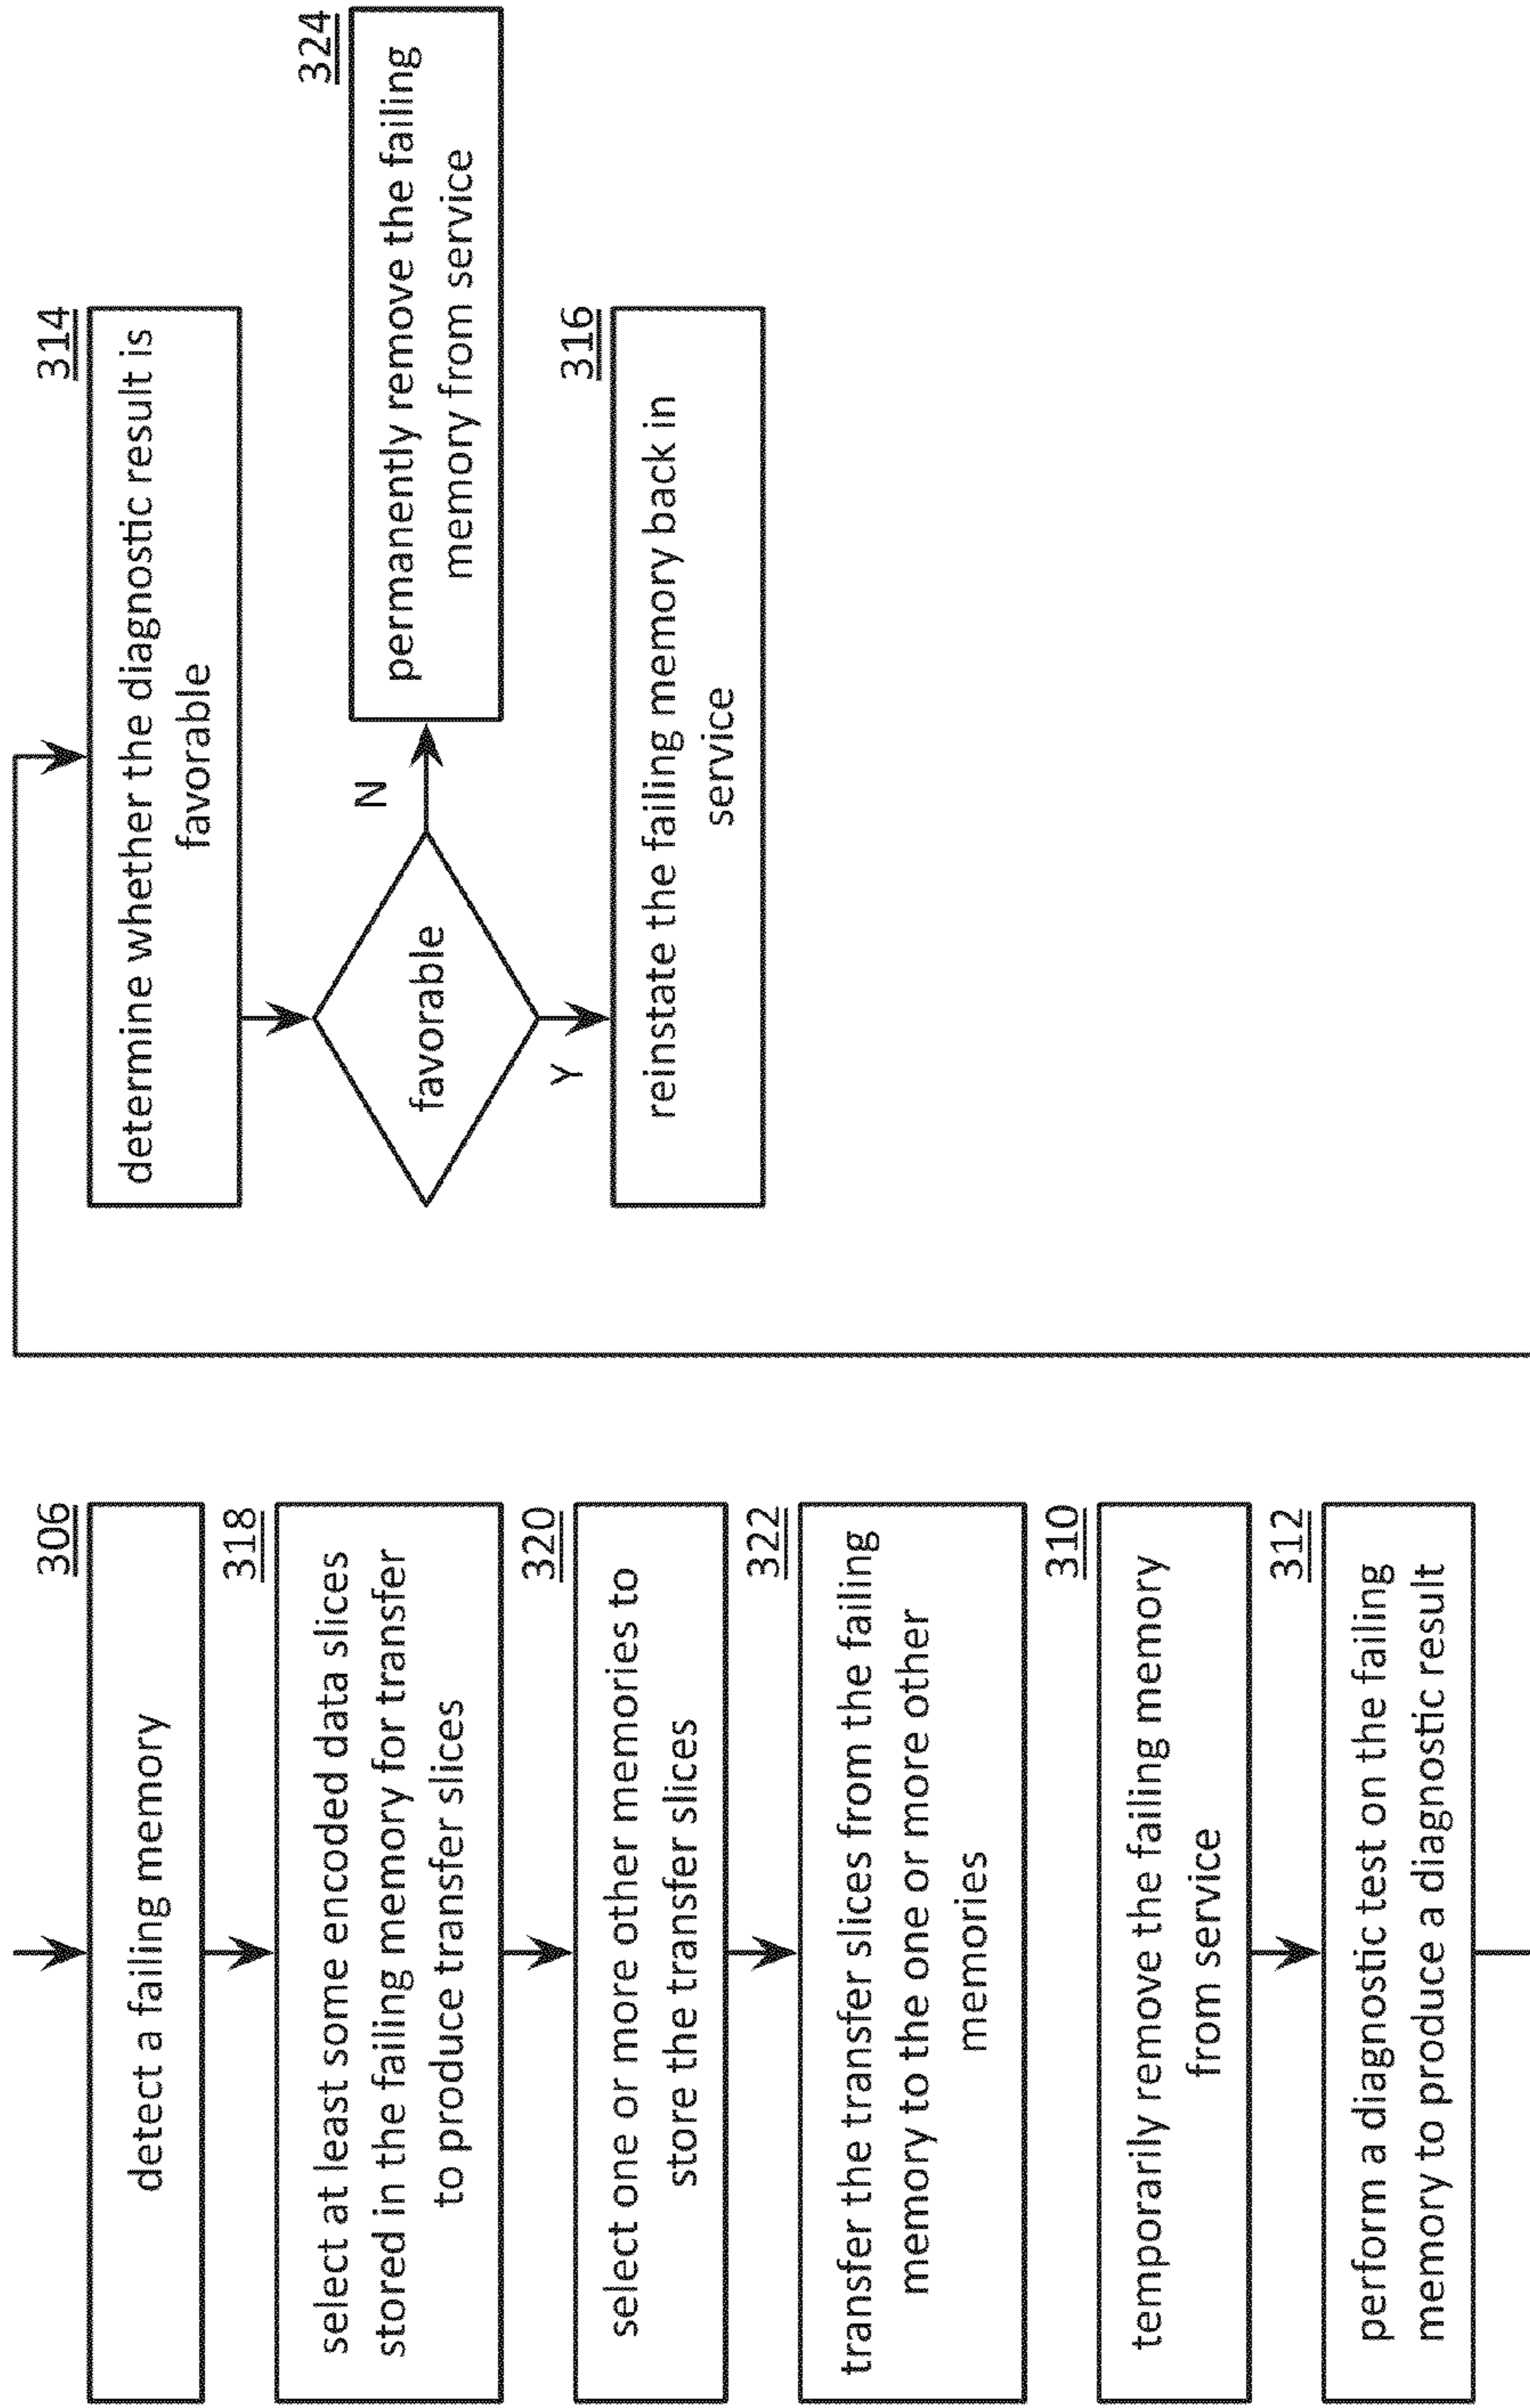 306
detect a failing memory
318
select at least some encoded data slices
stored in the failing memory for transfer
to produce transfer slices
320
select one or more other memories to
store the transfer slices
322
transfer the transfer slices from the failing
memory to the one or more other
memories
310
temporarily remove the failing memory
from service
312
perform a diagnostic test on the failing
memory to produce a diagnostic result
314
determine whether the diagnostic result is
favorable
favorable
N
Y
324
permanently remove the failing
memory from service
316
reinstate the failing memory back in
service